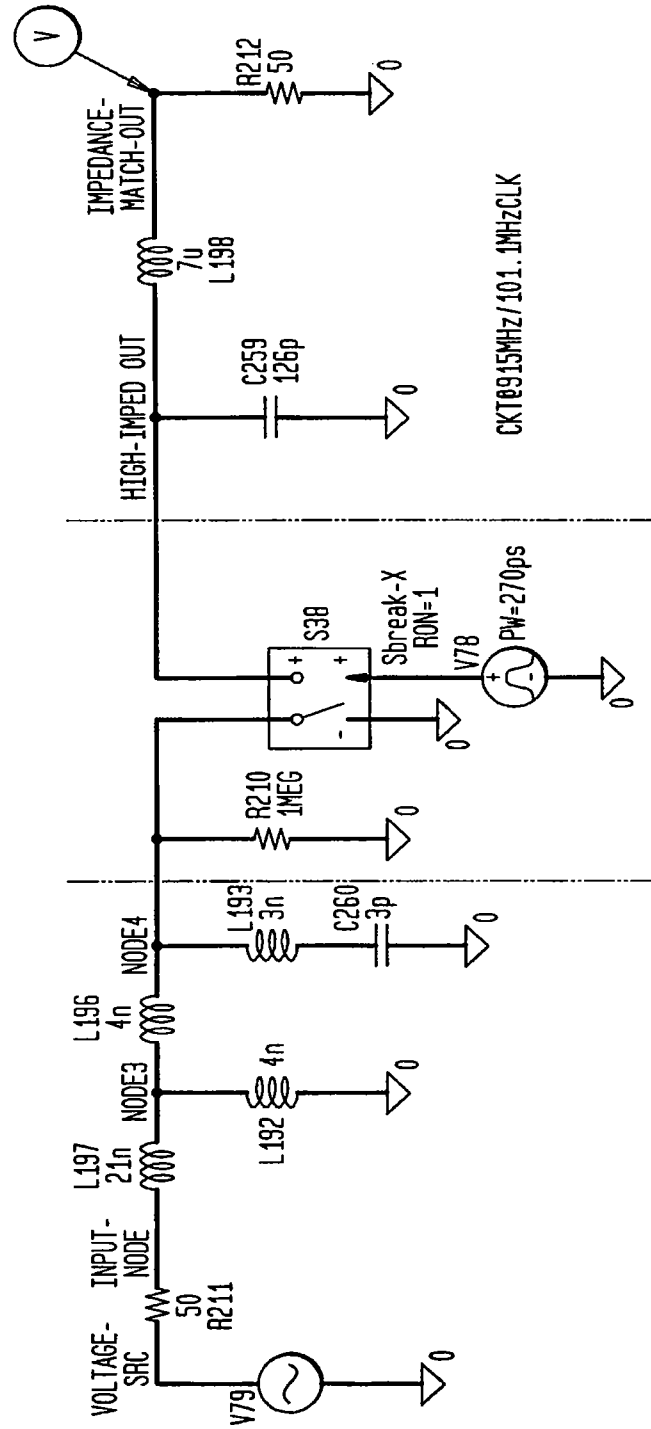 VOLTAGE-
SRC
V79
0
50
R211
INPUT-
NODE
L197
21n
NODE3
L192
4n
0
L196
4n
NODE4
L193
3n
C260
3p
0
R210
1MEG
0
S38
+
+
-
Sbreak-X
RON=1
0
V78
+
-
PW=270ps
0
HIGH-IMPED OUT
C259
126p
0
7u
L198
IMPEDANCE-
MATCH-OUT
V
R212
50
0
CKT@915MHz/101.1MHzCLK